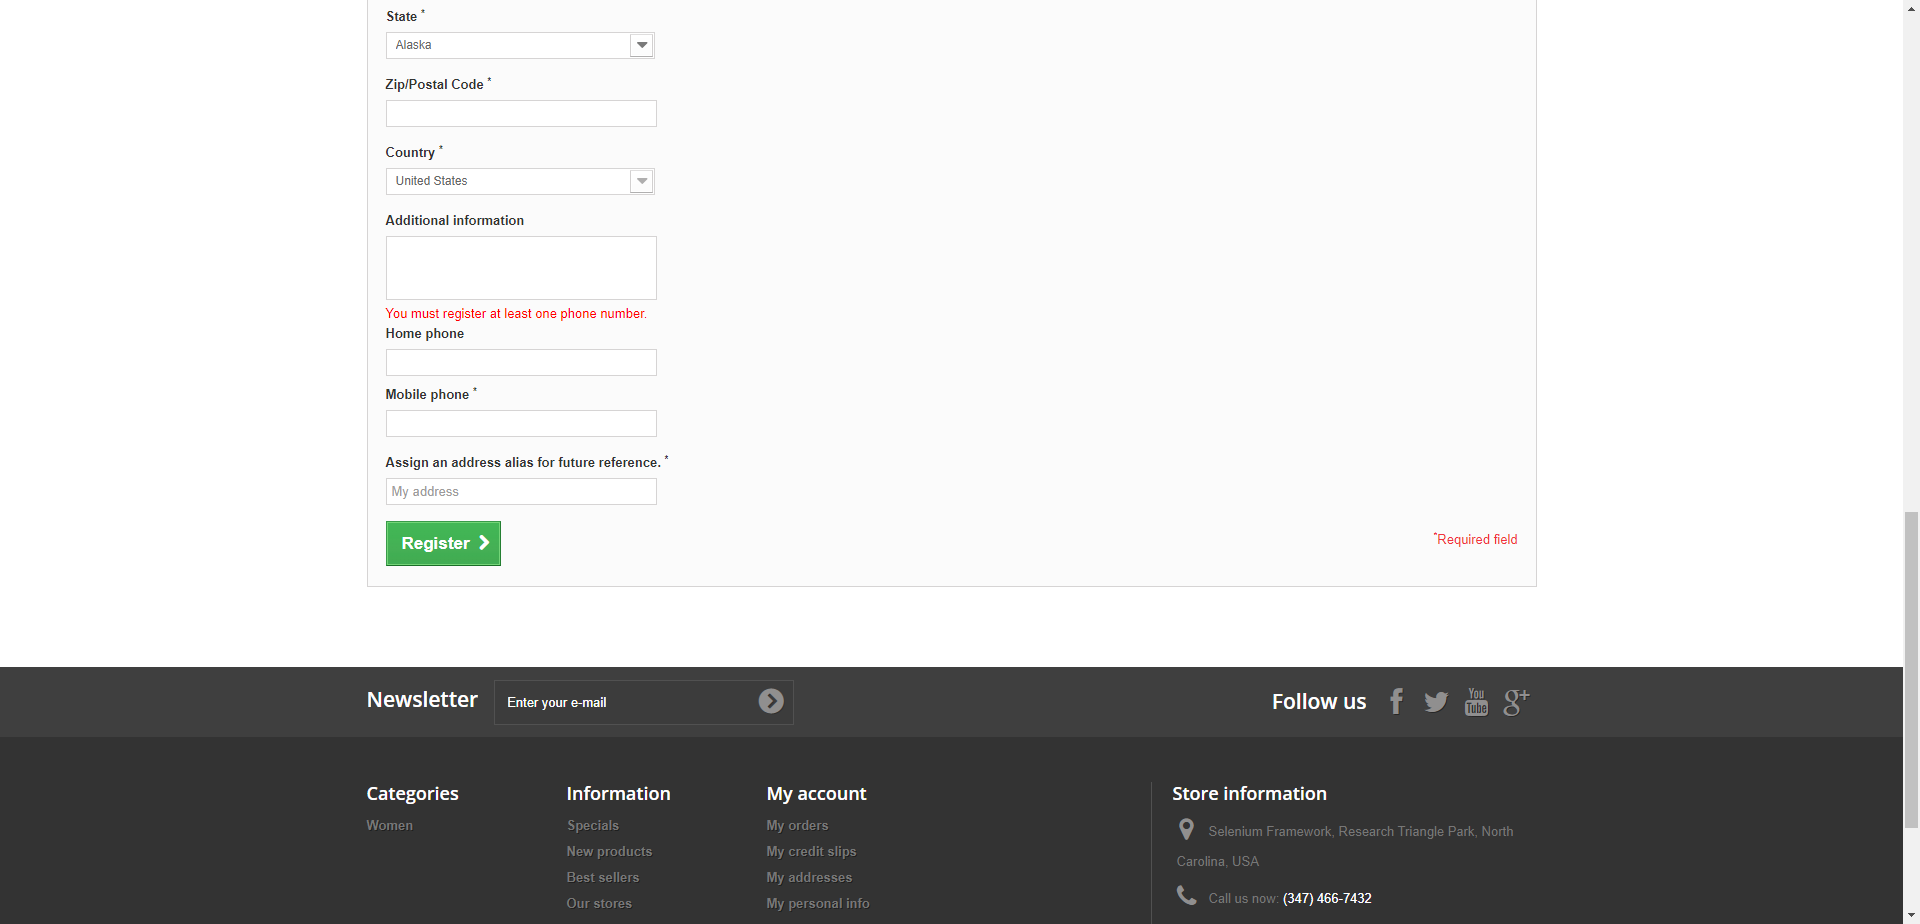 State *
Alaska
Zip/Postal Code *
Country *
United States
Additional information
You must register at least one phone number.
Home phone
Mobile phone *
Assign an address alias for future reference. *
My address
Register
*Required field
Newsletter
Enter your e-mail
Follow us
f
You
Tube
g+
Categories
Women
Information
Specials
New products
Best sellers
Our stores
My account
My orders
My credit slips
My addresses
My personal info
Store information
Selenium Framework, Research Triangle Park, North
Carolina, USA
Call us now: (347) 466-7432